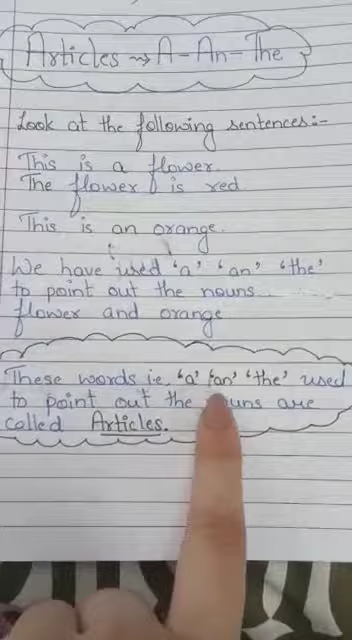 Articles → A-An-The
Look at the following sentences:-
This is a flower.
The flower is red
This is an orange.
We have used 'a' 'an' 'the'
to point out the nouns
flower and orange
These words i.e. 'a' 'an' 'the' used
to point out the nouns are
called Articles.